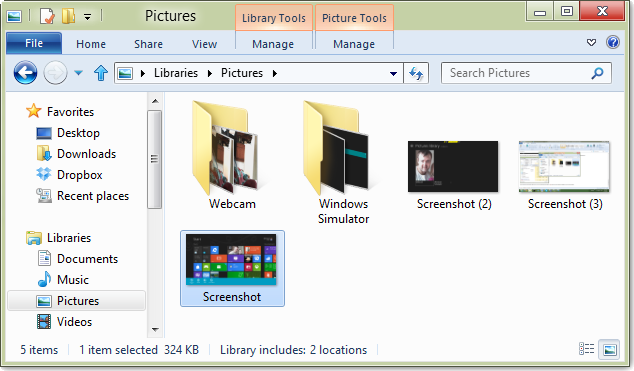 Pictures
Library Tools
Picture Tools
File
Home
Share
View
Manage
Manage
Libraries
Pictures
Search Pictures
Favorites
Desktop
Downloads
Dropbox
Recent places
Libraries
Documents
Music
Pictures
Videos
Webcam
Windows
Simulator
Screenshot (2)
Screenshot (3)
Screenshot
5 items
1 item selected 324 KB
Library includes: 2 locations